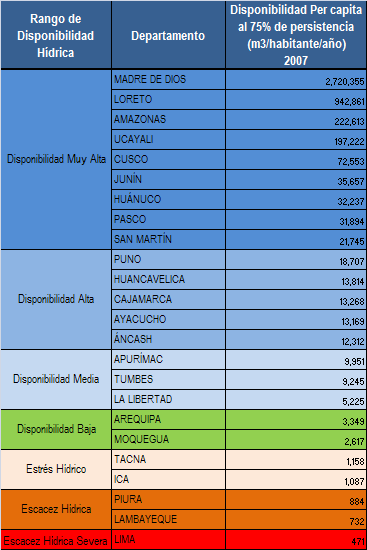 Rango de Disponibilidad Hídrica Departamento Disponibilidad Per capita al 75% de persistencia (m3/habitante/año) 2007
Disponibilidad Muy Alta
MADRE DE DIOS 2,720,355
LORETO 942,861
AMAZONAS 222,613
UCAYALI 197,222
CUSCO 72,553
JUNÍN 35,657
HUÁNUCO 32,237
PASCO 31,894
SAN MARTÍN 21,745
Disponibilidad Alta
PUNO 18,707
HUANCAVELICA 13,814
CAJAMARCA 13,268
AYACUCHO 13,169
ÁNCASH 12,312
Disponibilidad Media
APURÍMAC 9,951
TUMBES 9,245
LA LIBERTAD 5,225
Disponibilidad Baja
AREQUIPA 3,349
MOQUEGUA 2,617
Estrés Hídrico
TACNA 1,158
ICA 1,087
Escacez Hídrica
PIURA 884
LAMBAYEQUE 732
Escacez Hídrica Severa LIMA 471